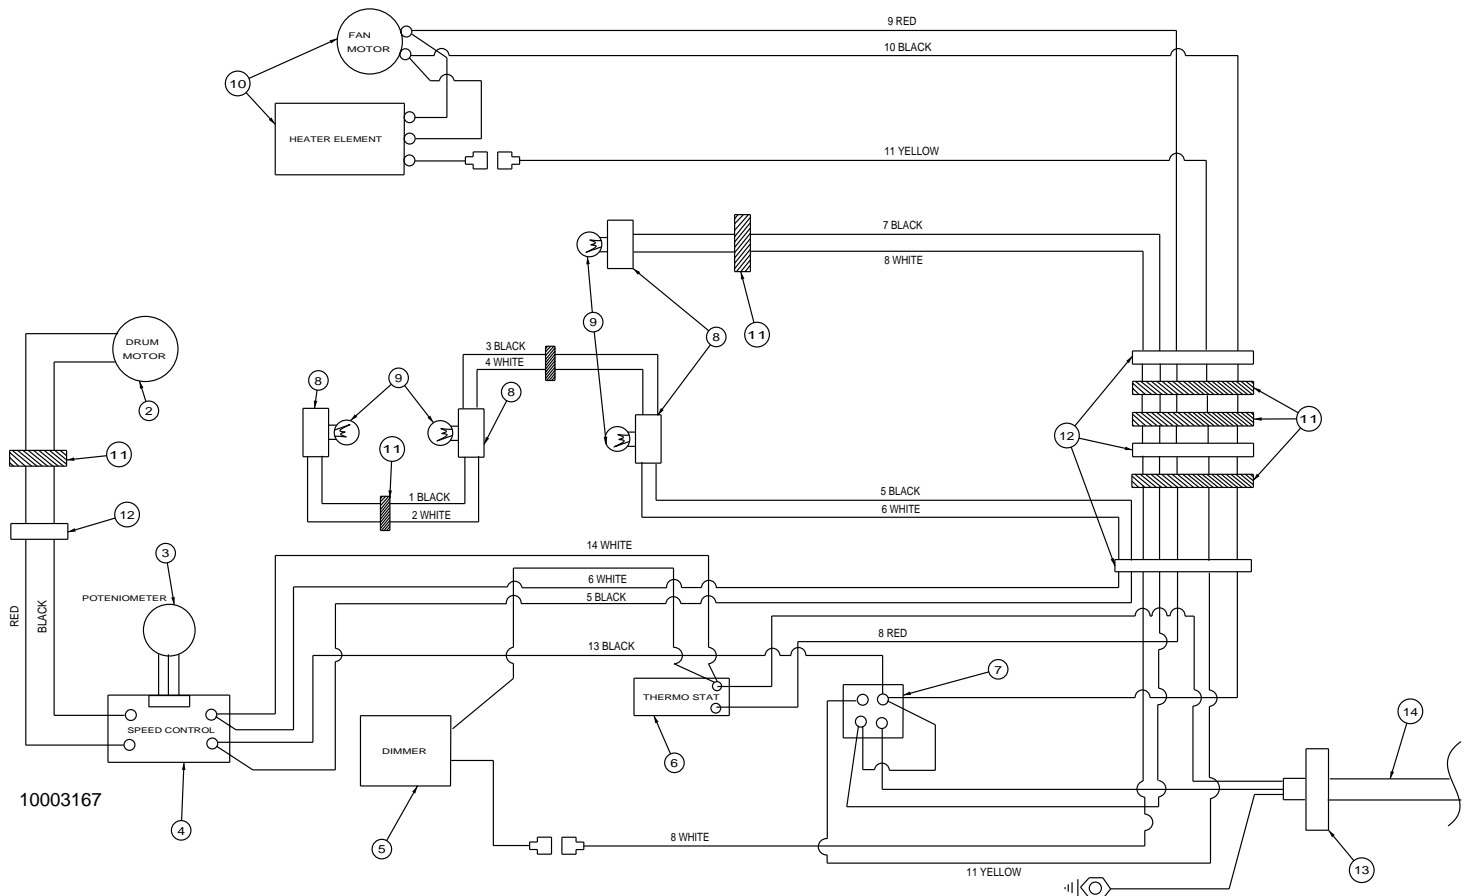 9 RED
FAN
MOTOR
10 BLACK
10
HEATER ELEMENT
11 YELLOW
7 BLACK
8 WHITE
9
8
11
DRUM
MOTOR
2
3 BLACK
4 WHITE
8
9
8
11
12
11
11
1 BLACK
2 WHITE
5 BLACK
6 WHITE
12
3
14 WHITE
6 WHITE
5 BLACK
POTENIOMETER
RED
BLACK
8 RED
13 BLACK
7
THERMO STAT
SPEED CONTROL
DIMMER
6
14
10003167
4
5
8 WHITE
11 YELLOW
13